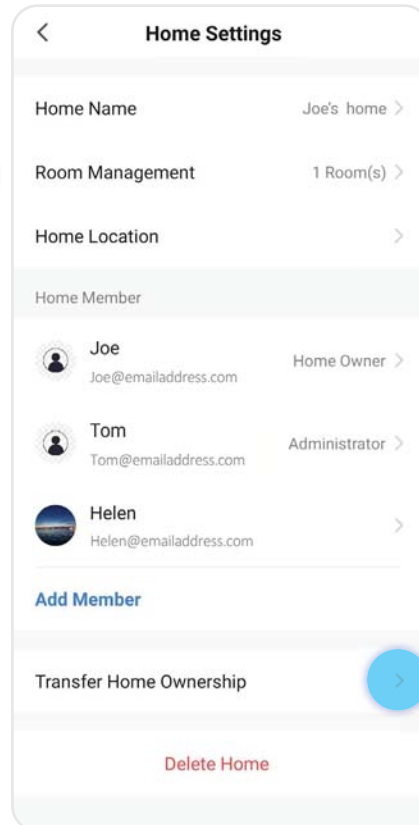 Home Settings
Home Name Joe's home
Room Management 1 Room(s)
Home Location
Home Member
Joe
Joe@emailaddress.com
Home Owner
Tom
Tom@emailaddress.com
Administrator
Helen
Helen@emailaddress.com
Add Member
Transfer Home Ownership
Delete Home